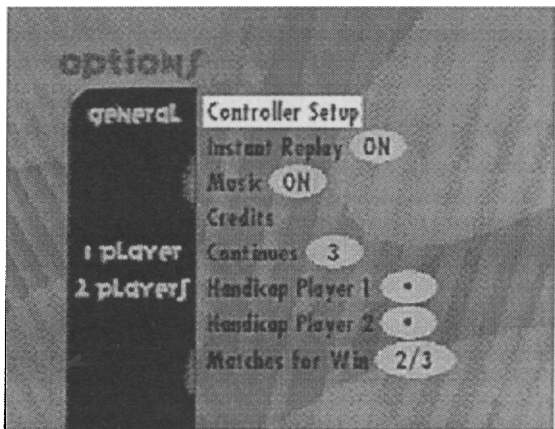 options
general Controller Setup
Instant Replay ON
Music ON
Credits
1 player Continues 3
2 players Handicap Player 1 •
Handicap Player 2 •
Matches for Win 2/3